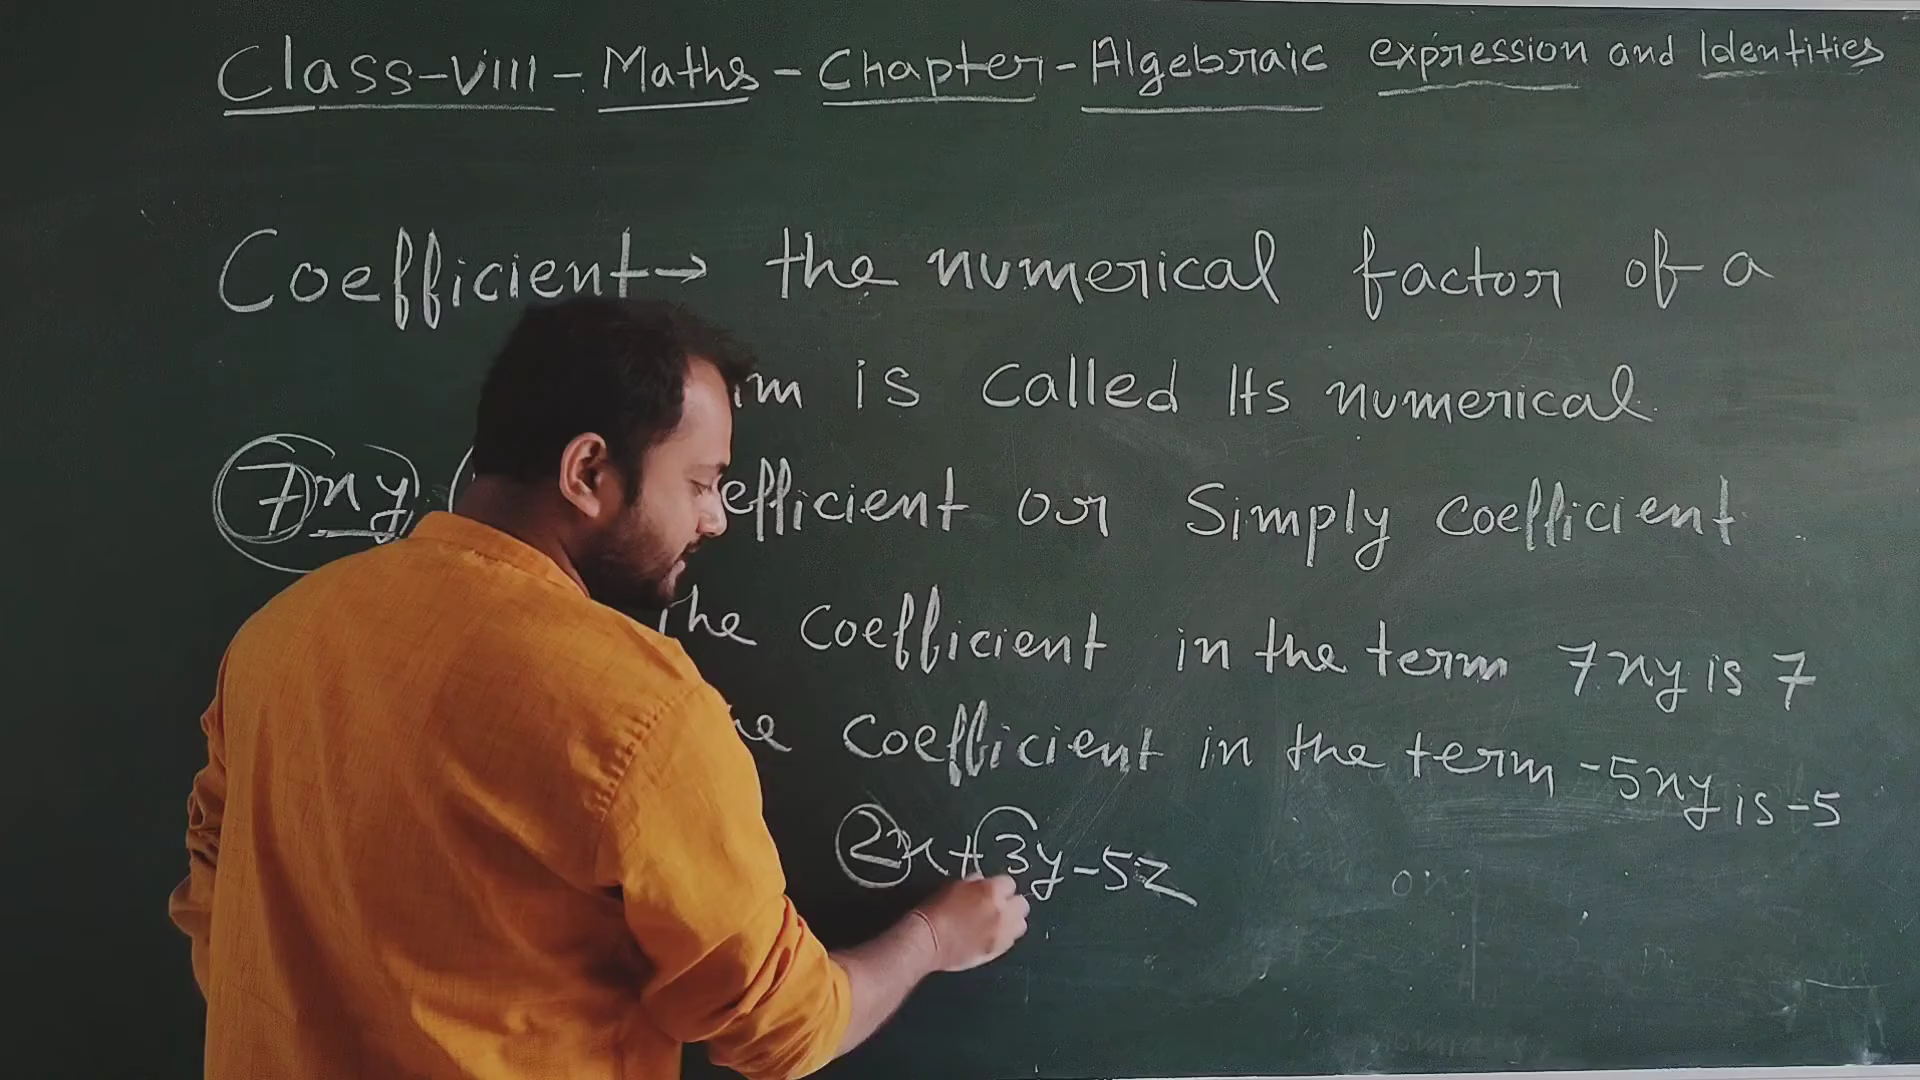 Class-VIII-Maths-Chapter-Algebraic expression and Identities
Coefficient→ the numerical factor of a
is called Its numerical
7xy efficient or Simply coefficient
the coefficient in the term 7xy is 7
coefficient in the term -5xy is -5
2x+3y-5z